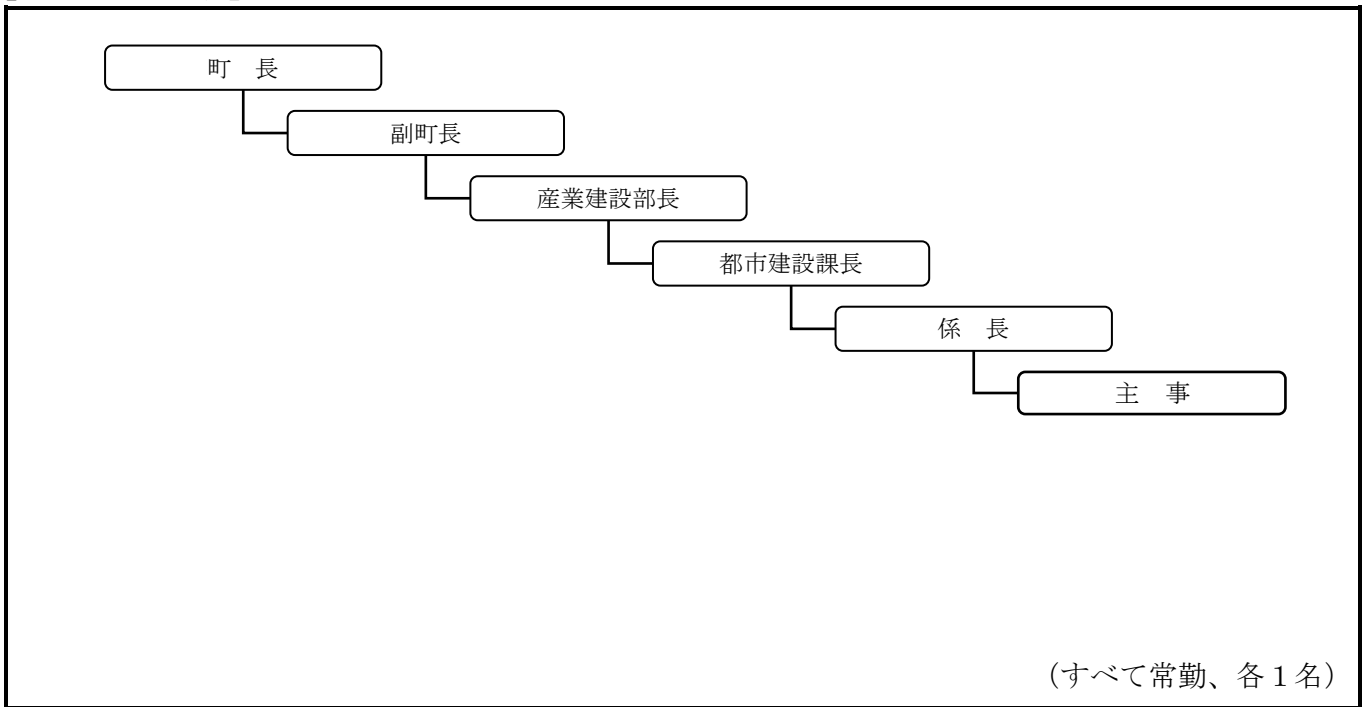 町　長
副町長
産業建設部長
都市建設課長
係　長
主　事
（すべて常勤、各１名）